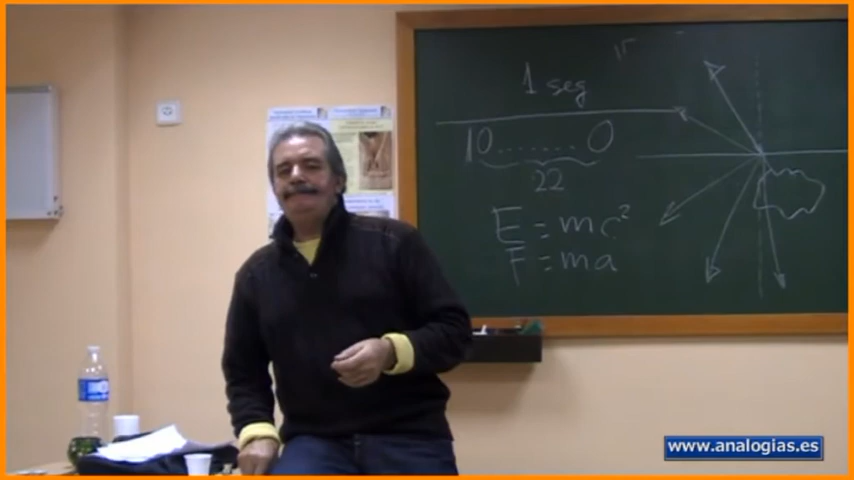 1 seg
10.......0
22
E = mc²
F = ma
www.analogias.es